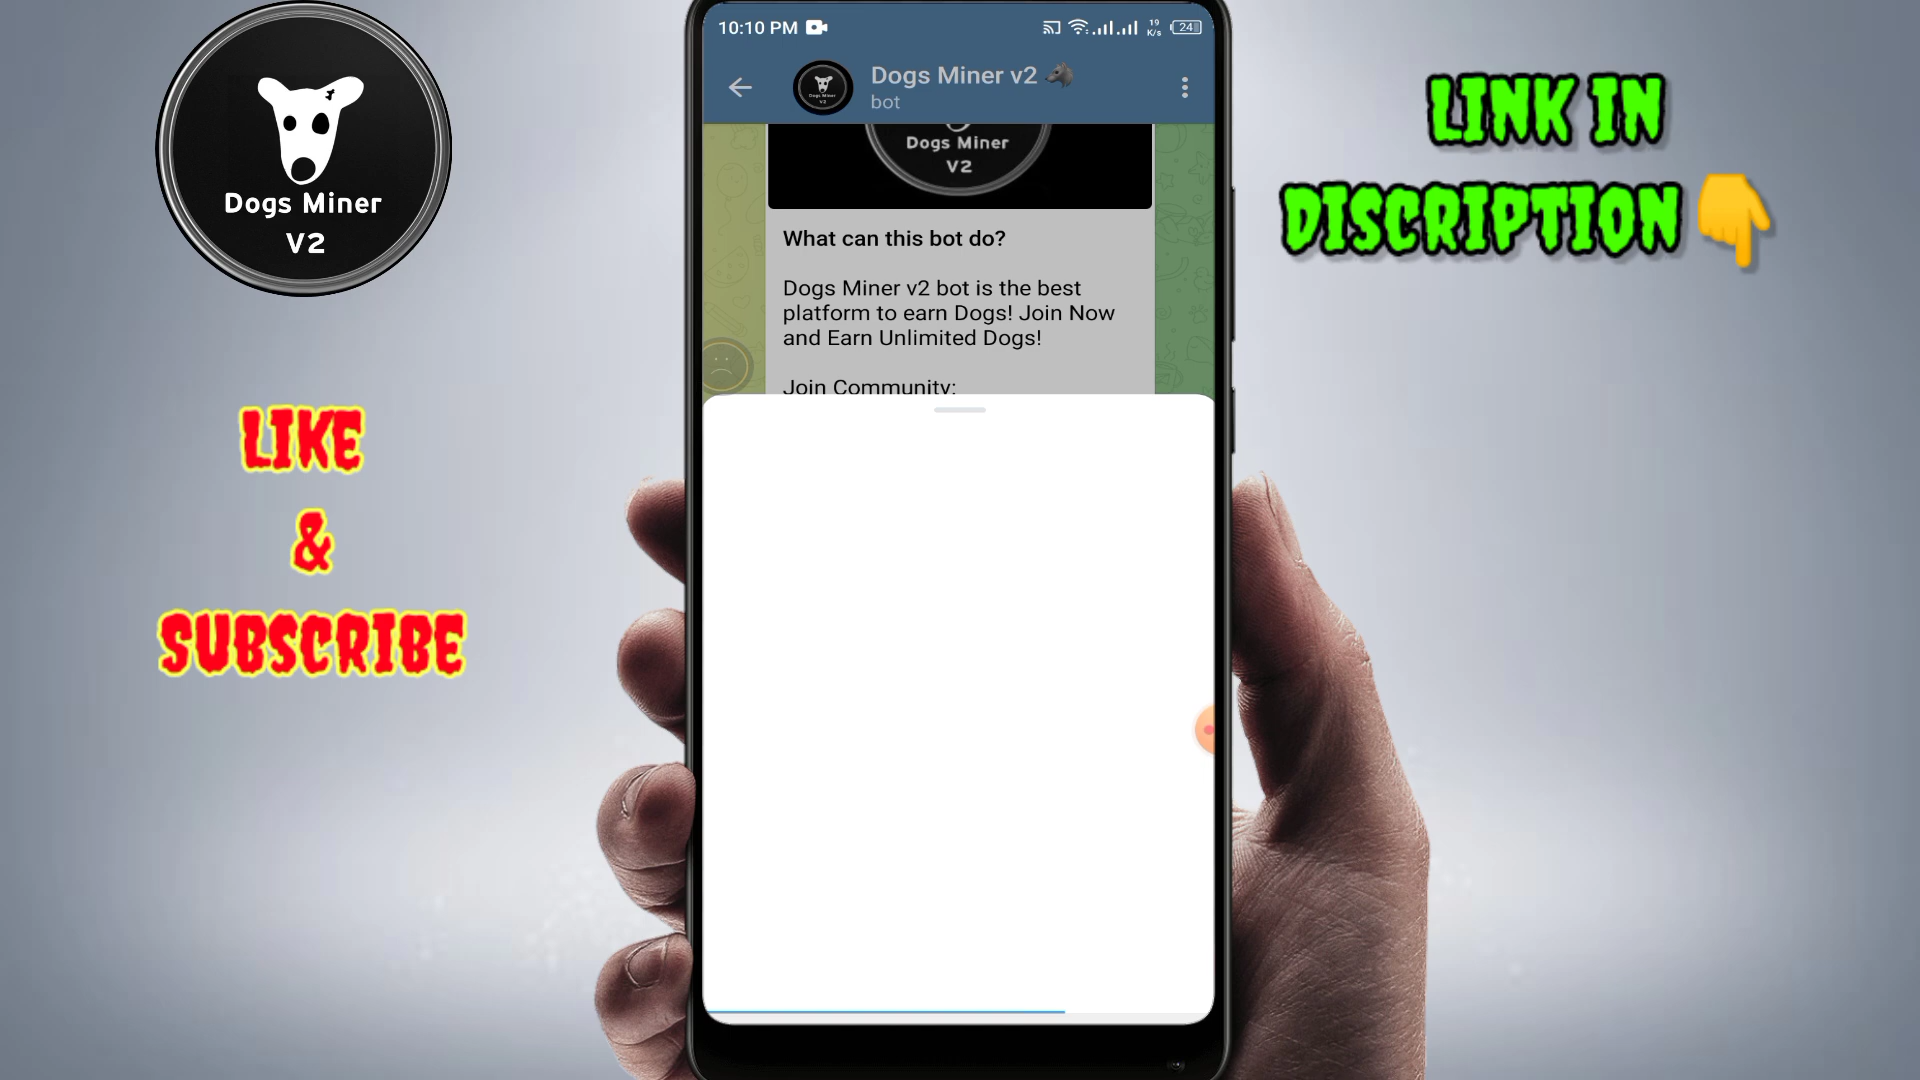 Dogs Miner
V2
LIKE
&
SUBSCRIBE
10:10 PM
19
K/s
24
Dogs Miner v2
bot
Dogs Miner
V2
What can this bot do?
Dogs Miner v2 bot is the best
platform to earn Dogs! Join Now
and Earn Unlimited Dogs!
Join Community:
LINK IN
DISCRIPTION